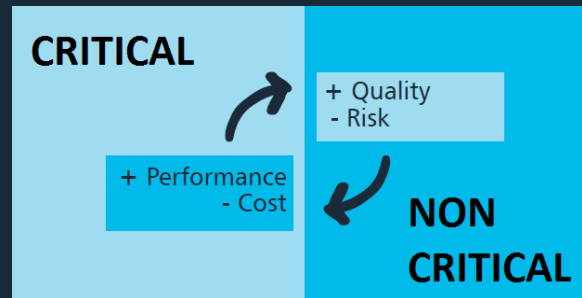 CRITICAL
+ Quality
- Risk
+ Performance
- Cost
NON
CRITICAL